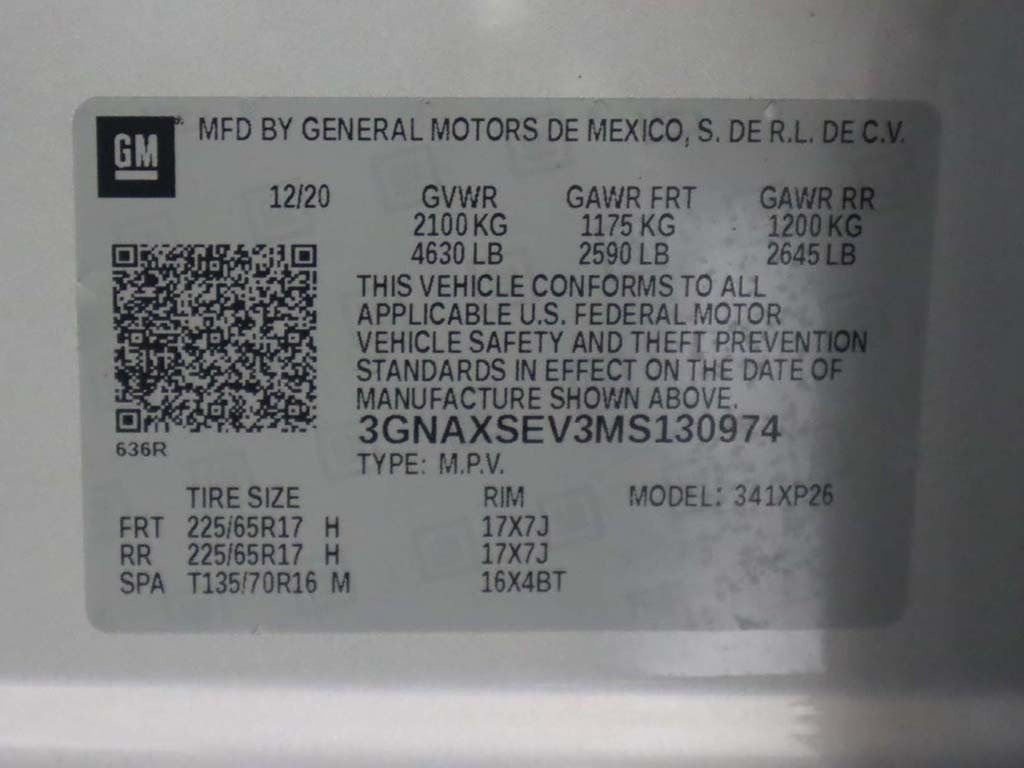 GM MFD BY GENERAL MOTORS DE MEXICO, S. DE R.L. DE C.V.
12/20 GVWR GAWR FRT GAWR RR
2100 KG 1175 KG 1200 KG
4630 LB 2590 LB 2645 LB
THIS VEHICLE CONFORMS TO ALL
APPLICABLE U.S. FEDERAL MOTOR
VEHICLE SAFETY AND THEFT PREVENTION
STANDARDS IN EFFECT ON THE DATE OF
MANUFACTURE SHOWN ABOVE.
3GNAXSEV3MS130974
636R
TYPE: M.P.V.
TIRE SIZE RIM MODEL: 341XP26
FRT 225/65R17 H 17X7J
RR 225/65R17 H 17X7J
SPA T135/70R16 M 16X4BT